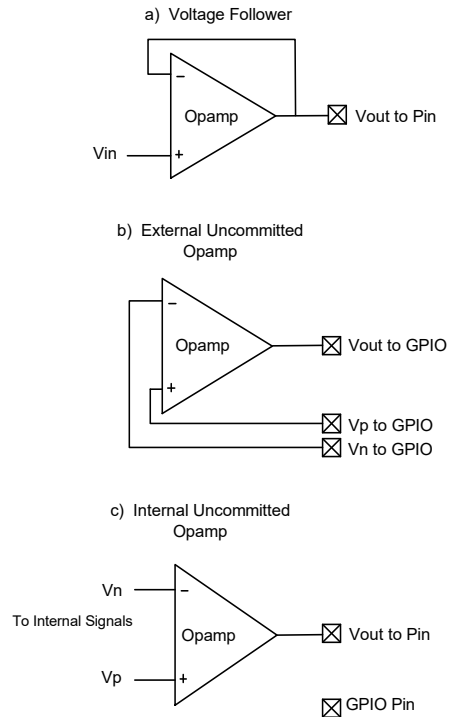 a) Voltage Follower
−
Opamp
Vout to Pin
Vin
+
b) External Uncommitted
Opamp
−
Opamp
Vout to GPIO
+
Vp to GPIO
Vn to GPIO
c) Internal Uncommitted
Opamp
Vn
−
To Internal Signals
Opamp
Vout to Pin
Vp
+
GPIO Pin